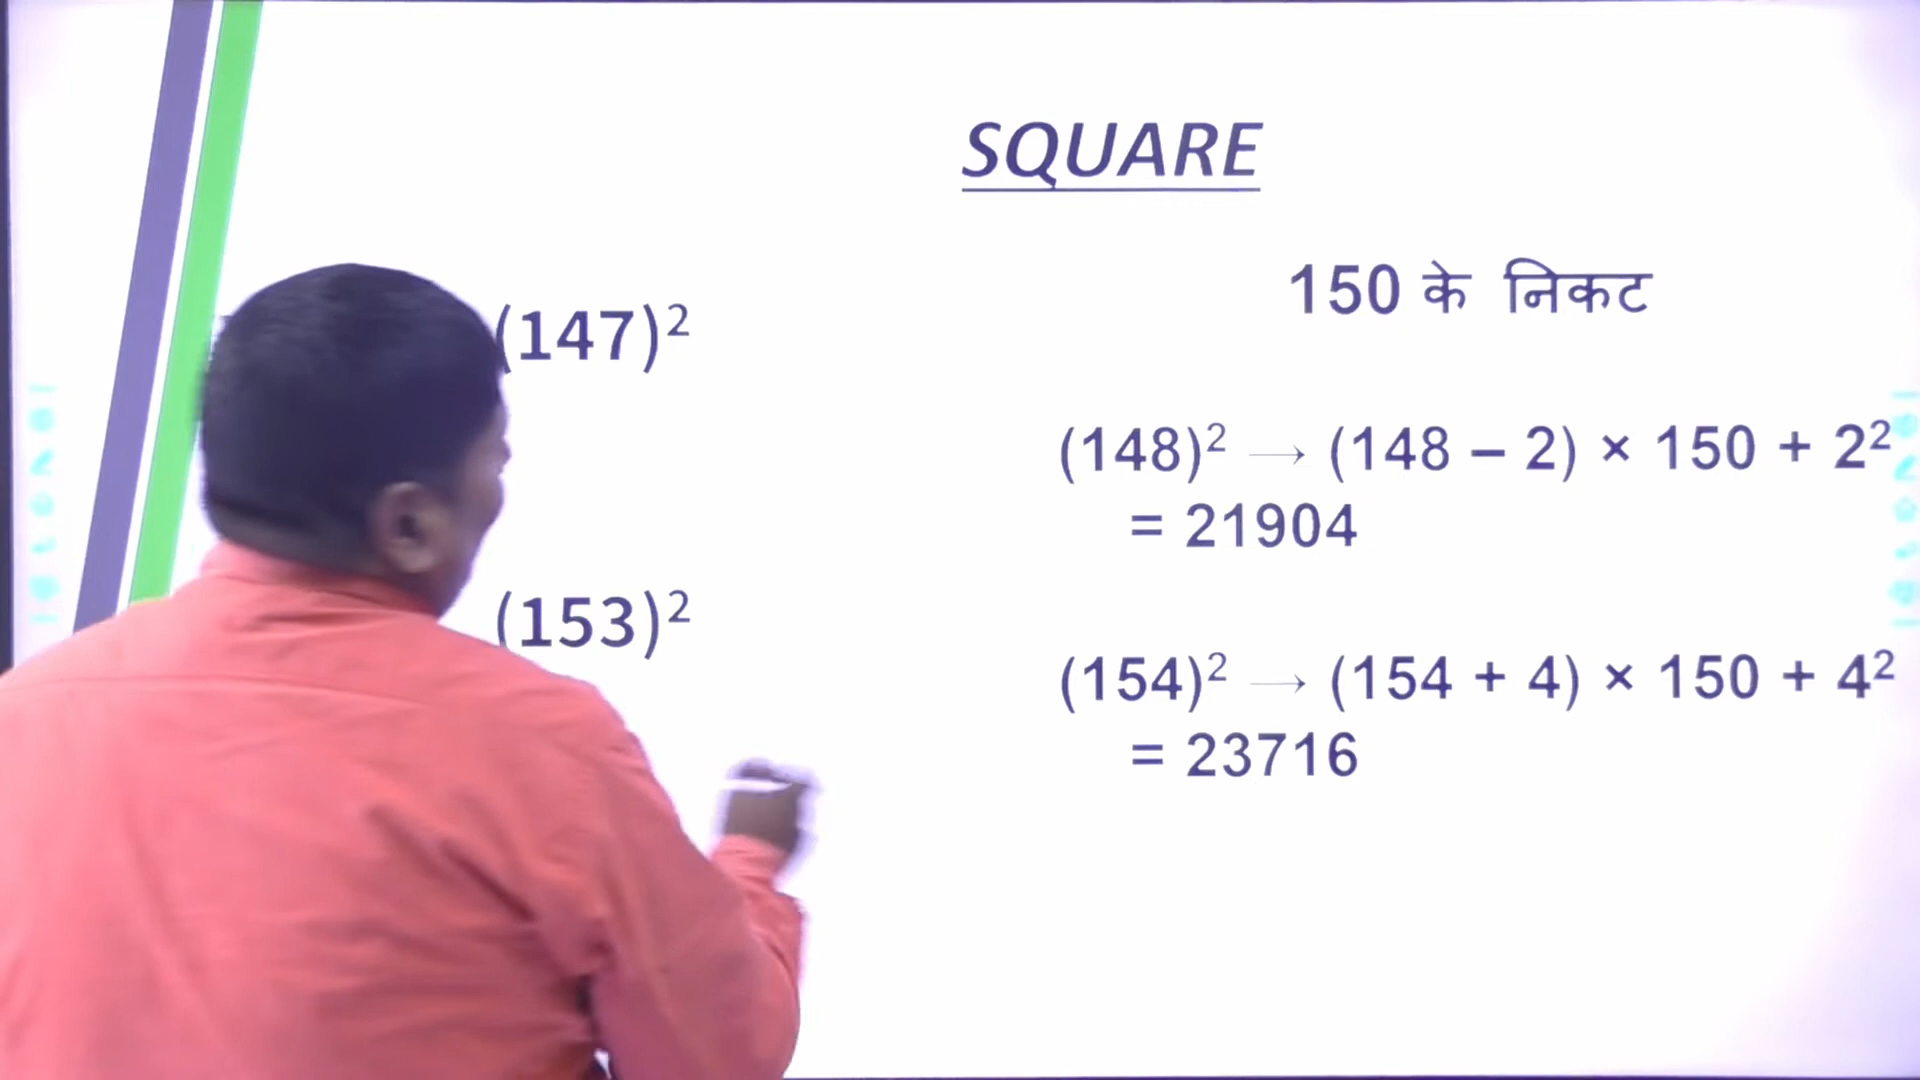 SQUARE
(147)²
(153)²
150 के निकट
(148)² → (148 – 2) × 150 + 2²
= 21904
(154)² → (154 + 4) × 150 + 4²
= 23716